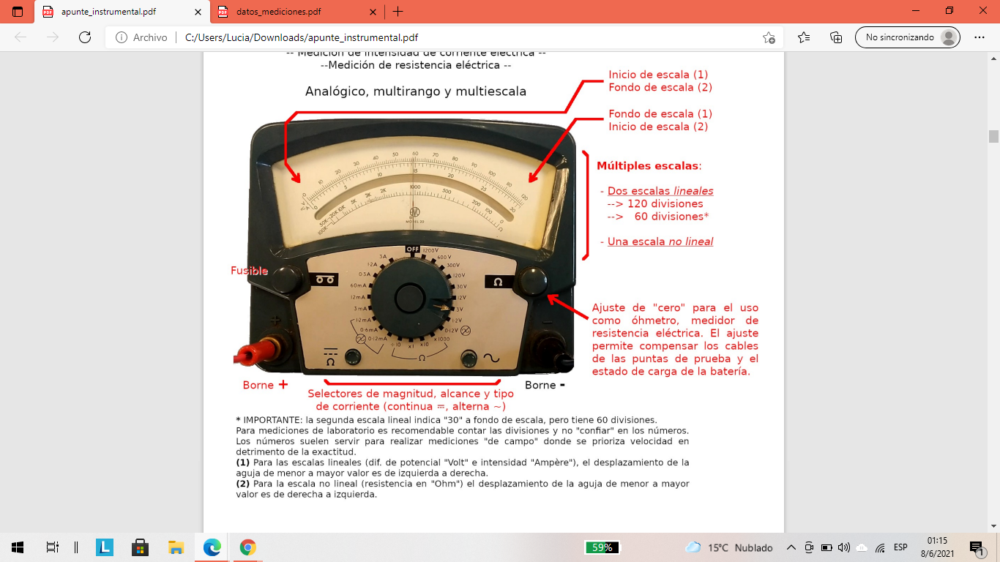 apunte_instrumental.pdf
datos_mediciones.pdf
Archivo
C:/Users/Lucia/Downloads/apunte_instrumental.pdf
No sincronizando
-- Medición de intensidad de corriente eléctrica --
--Medición de resistencia eléctrica --
Analógico, multirango y multiescala
Inicio de escala (1)
Fondo de escala (2)
Fondo de escala (1)
Inicio de escala (2)
Múltiples escalas:
- Dos escalas lineales
--> 120 divisiones
--> 60 divisiones*
- Una escala no lineal
0 10 20 30 40 50 60 70 80 90 100 110 120
0 5 10 15 20 25 30
100K 50K 20K 10K 5K 3K 2K 1000 500 200 100 0
Ω
MODEL 20
OFF
1200V
600V
300V
120V
30V
12V
3V
1·2V
0·12V
x1000
x10
x1
÷10
Ω
0·12mA
0·6mA
1·2mA
3mA
12mA
60mA
0·3A
1·2A
3A
Ω
Ω
Fusible
+
−
Ajuste de "cero" para el uso
como óhmetro, medidor de
resistencia eléctrica. El ajuste
permite compensar los cables
de las puntas de prueba y el
estado de carga de la batería.
Borne +
Borne -
Selectores de magnitud, alcance y tipo
de corriente (continua ⎓, alterna ~)
* IMPORTANTE: la segunda escala lineal indica "30" a fondo de escala, pero tiene 60 divisiones.
Para mediciones de laboratorio es recomendable contar las divisiones y no "confiar" en los números.
Los números suelen servir para realizar mediciones "de campo" donde se prioriza velocidad en
detrimento de la exactitud.
(1) Para las escalas lineales (dif. de potencial "Volt" e intensidad "Ampère"), el desplazamiento de la
aguja de menor a mayor valor es de izquierda a derecha.
(2) Para la escala no lineal (resistencia en "Ohm") el desplazamiento de la aguja de menor a mayor
valor es de derecha a izquierda.
L
59%
15°C Nublado
ESP
01:15
8/6/2021
1